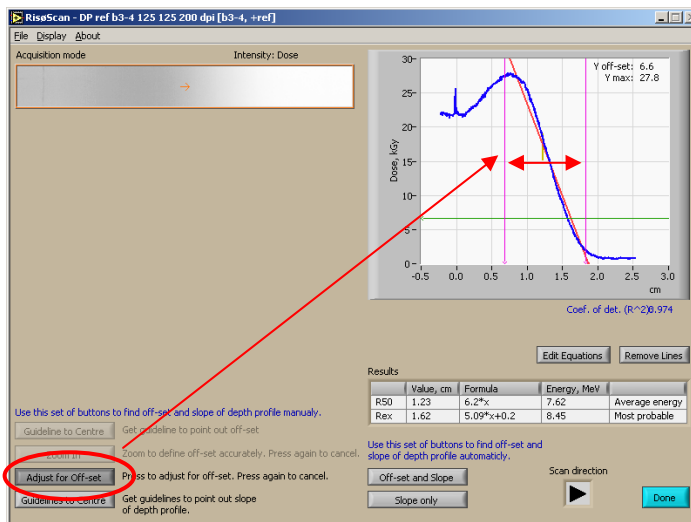 RisøScan - DP ref b3-4 125 125 200 dpi [b3-4, +ref]
File Display About
Acquisition mode
Intensity: Dose
Y off-set: 6.6
Y max: 27.8
Dose, kGy
30-
25-
20-
15-
10-
5-
0-
-0.5 0.0 0.5 1.0 1.5 2.0 2.5 3.0
cm
Coef. of det. (R^2)0.974
Edit Equations
Remove Lines
Results
Value, cm Formula Energy, MeV
R50 1.23 6.2*x 7.62 Average energy
Rex 1.62 5.09*x+0.2 8.45 Most probable
Use this set of buttons to find off-set and slope of depth profile manualy.
Guideline to Centre Get guideline to point out off-set
Zoom In Zoom to define off-set accurately. Press again to cancel.
Adjust for Off-set Press to adjust for off-set. Press again to cancel.
Guidelines to Centre Get guidelines to point out slope
of depth profile.
Use this set of buttons to find off-set and
slope of depth profile automaticly.
Off-set and Slope
Slope only
Scan direction
Done